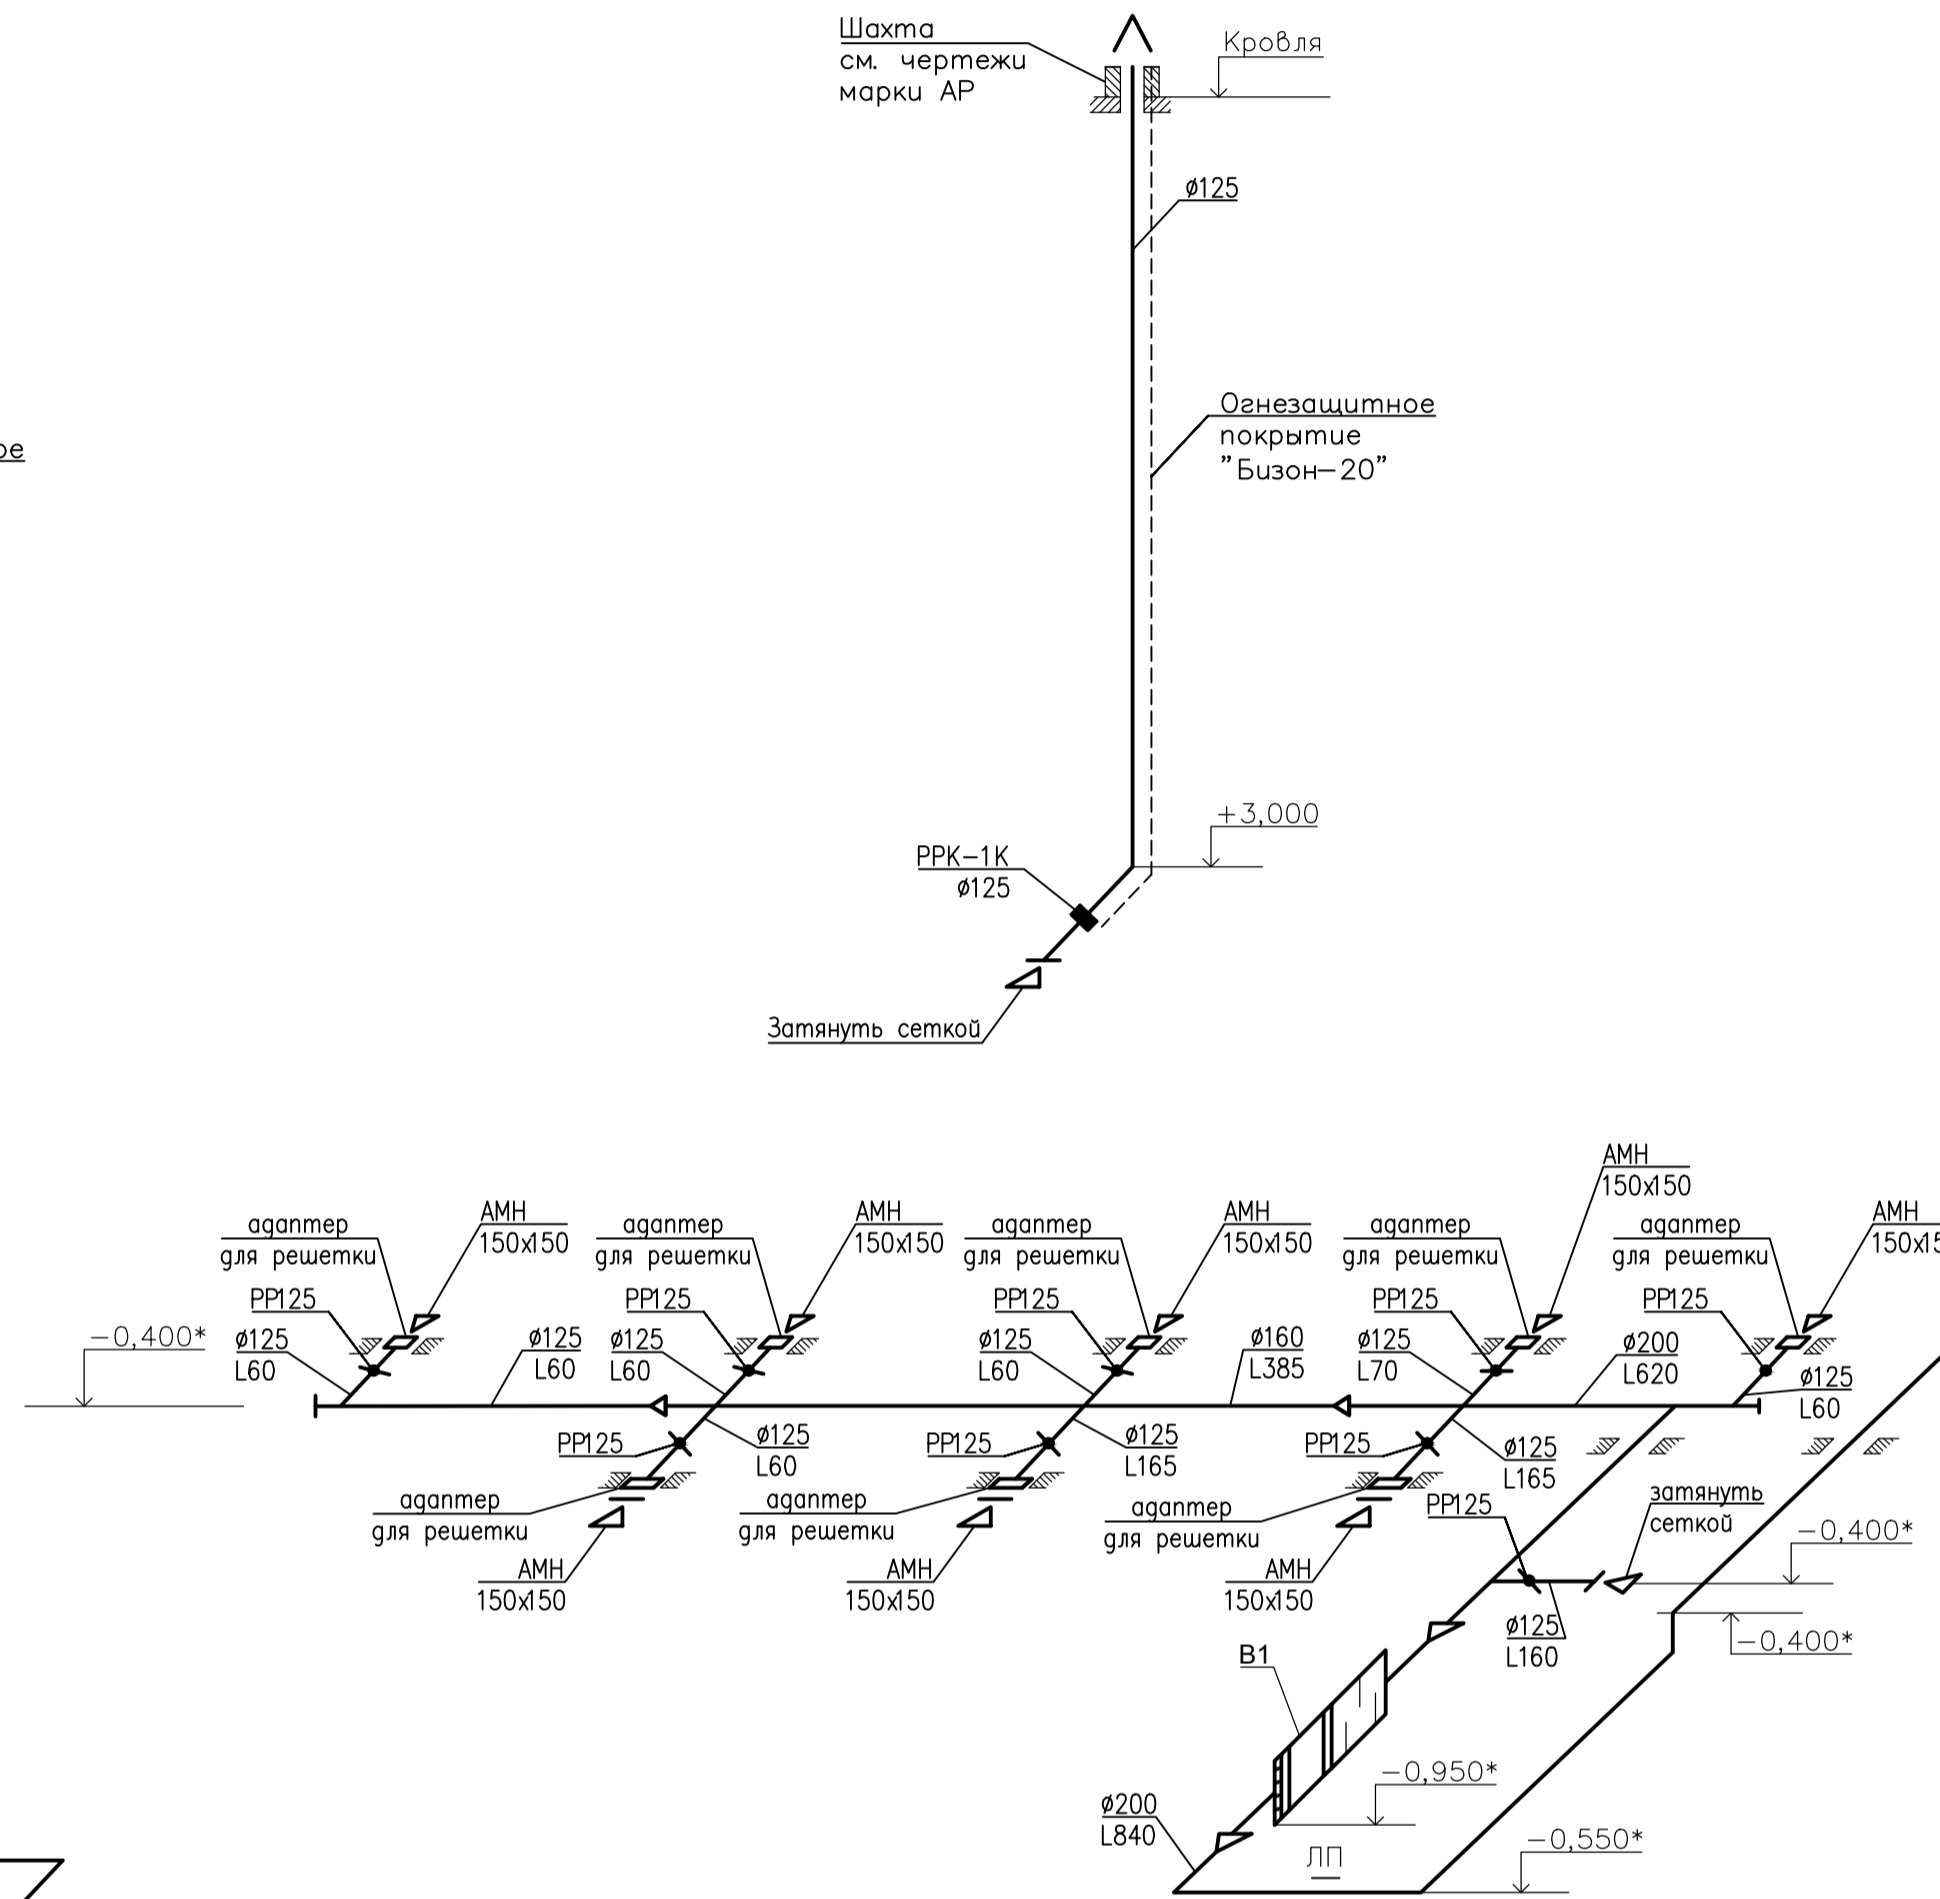 Шахта
см. чертежи
марки АР
Кровля
ø125
Огнезащитное
покрытие
"Бизон-20"
ое
+3,000
РРК-1К
ø125
Затянуть сеткой
АМН
150х150
АМН
150х150
АМН
150х150
АМН
150х150
АМН
150х15
адаптер
для решетки
адаптер
для решетки
адаптер
для решетки
адаптер
для решетки
адаптер
для решетки
РР125
РР125
РР125
РР125
РР125
-0,400*
ø125
L60
ø125
L60
ø125
L60
ø125
L60
ø160
L385
ø125
L70
ø200
L620
ø125
L60
РР125
ø125
L60
РР125
ø125
L165
РР125
ø125
L165
адаптер
для решетки
адаптер
для решетки
адаптер
для решетки
РР125
затянуть
сеткой
-0,400*
АМН
150х150
АМН
150х150
АМН
150х150
ø125
L160
-0,400*
В1
-0,950*
ø200
L840
ЛП
-0,550*